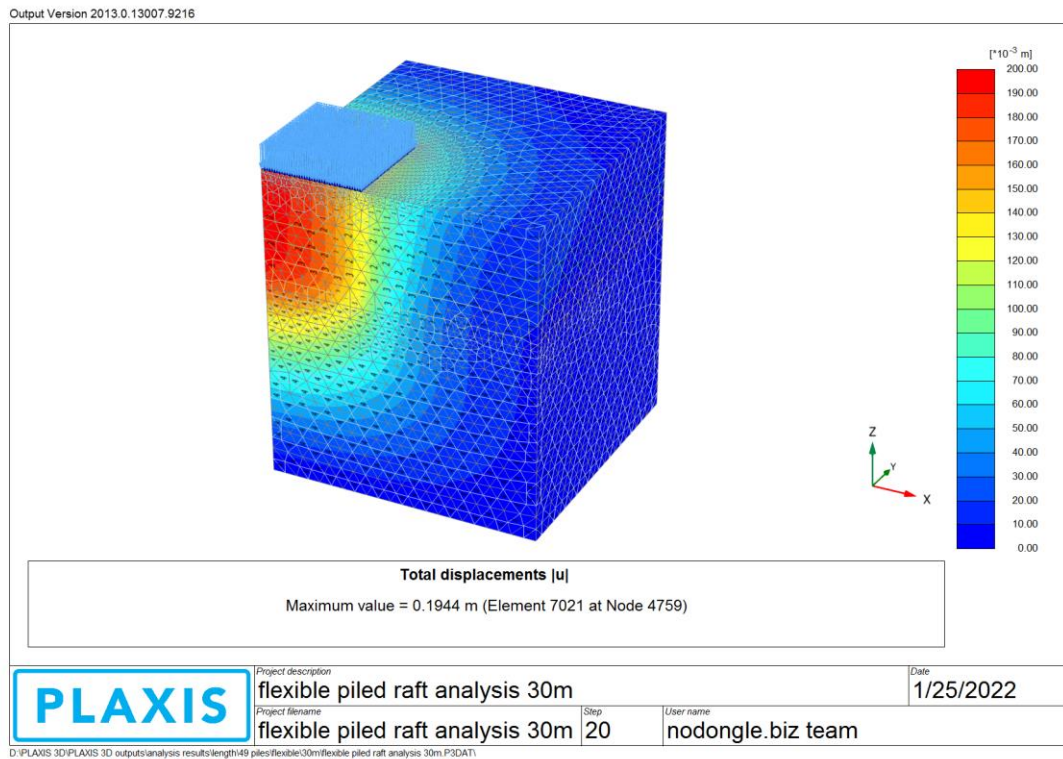 Output Version 2013.0.13007.9216
[*10⁻³ m]
200.00
190.00
180.00
170.00
160.00
150.00
140.00
130.00
120.00
110.00
100.00
90.00
80.00
70.00
60.00
50.00
40.00
30.00
20.00
10.00
0.00
Z
Y
X
Total displacements |u|
Maximum value = 0.1944 m (Element 7021 at Node 4759)
PLAXIS
Project description
flexible piled raft analysis 30m
Date
1/25/2022
Project filename
flexible piled raft analysis 30m
Step
20
User name
nodongle.biz team
D:\PLAXIS 3D\PLAXIS 3D outputs\analysis results\length\49 piles\flexible\30m\flexible piled raft analysis 30m.P3DAT\